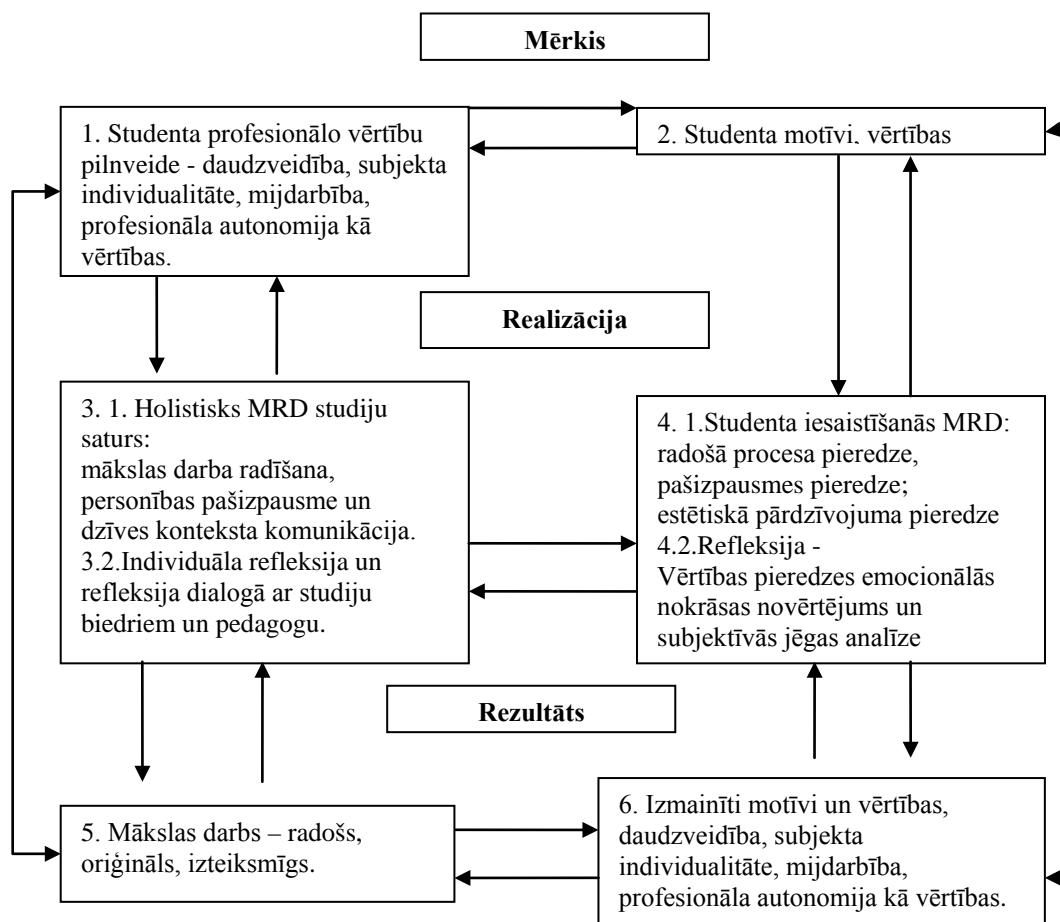 Mērkis
1. Studenta profesionālo vērtību
pilnveide - daudzveidība, subjekta
individualitāte, mijdarbība,
profesionāla autonomija kā
vērtības.
2. Studenta motīvi, vērtības
Realizācija
3. 1. Holistisks MRD studiju
saturs:
mākslas darba radīšana,
personības pašizpausme un
dzīves konteksta komunikācija.
3.2.Individuāla refleksija un
refleksija dialogā ar studiju
biedriem un pedagogu.
4. 1.Studenta iesaistīšanās MRD:
radošā procesa pieredze,
pašizpausmes pieredze;
estētiskā pārdzīvojuma pieredze
4.2.Refleksija -
Vērtības pieredzes emocionālās
nokrāsas novērtējums un
subjektīvās jēgas analīze
Rezultāts
5. Mākslas darbs – radošs,
oriģināls, izteiksmīgs.
6. Izmainīti motīvi un vērtības,
daudzveidība, subjekta
individualitāte, mijdarbība,
profesionāla autonomija kā vērtības.